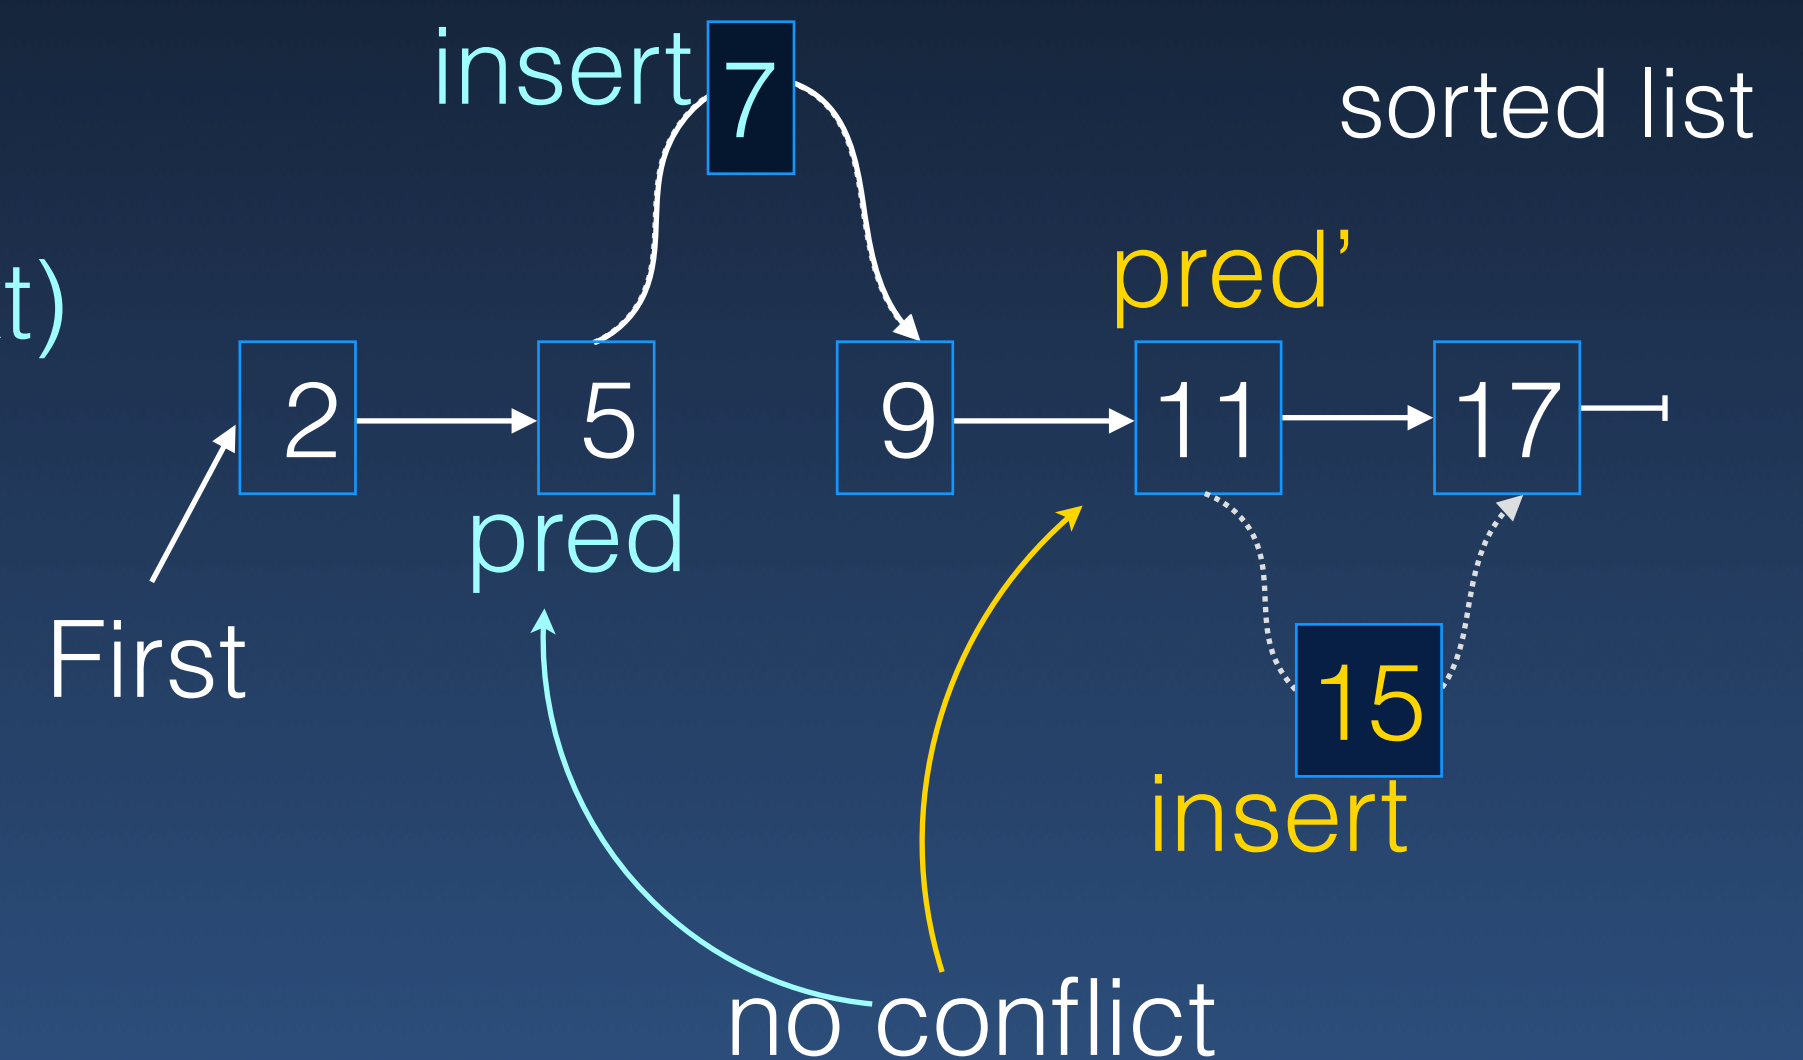 insert
7
sorted list
pred’
t)
2
5
9
11
17
pred
First
15
insert
no conflict